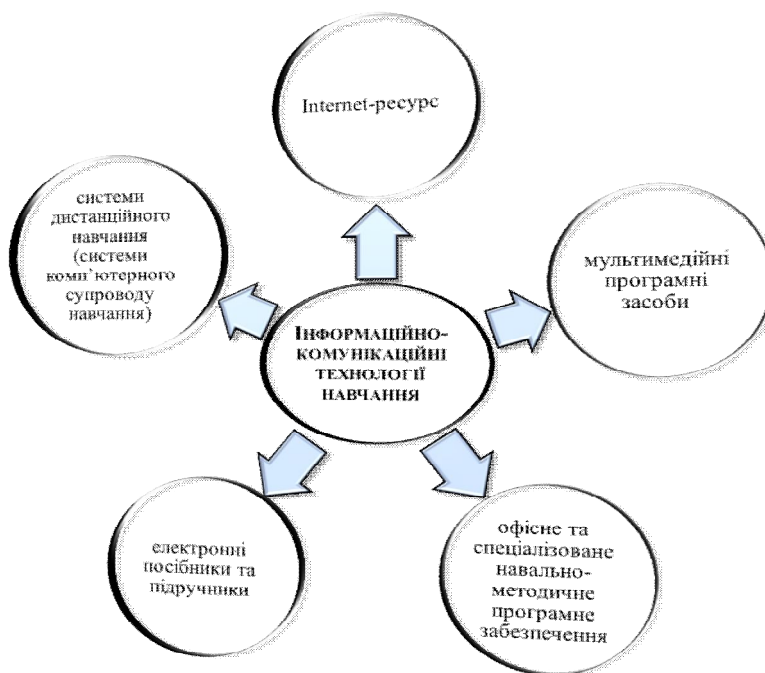 Internet-ресурс
системи
дистанційного
навчання
(системи
комп’ютерного
супроводу
навчання)
мультимедійні
програмні
засоби
ІНФОРМАЦІЙНО-
КОМУНІКАЦІЙНІ
ТЕХНОЛОГІЇ
НАВЧАННЯ
електронні
посібники та
підручники
офісне та
спеціалізоване
навально-
методичне
програмне
забезпечення